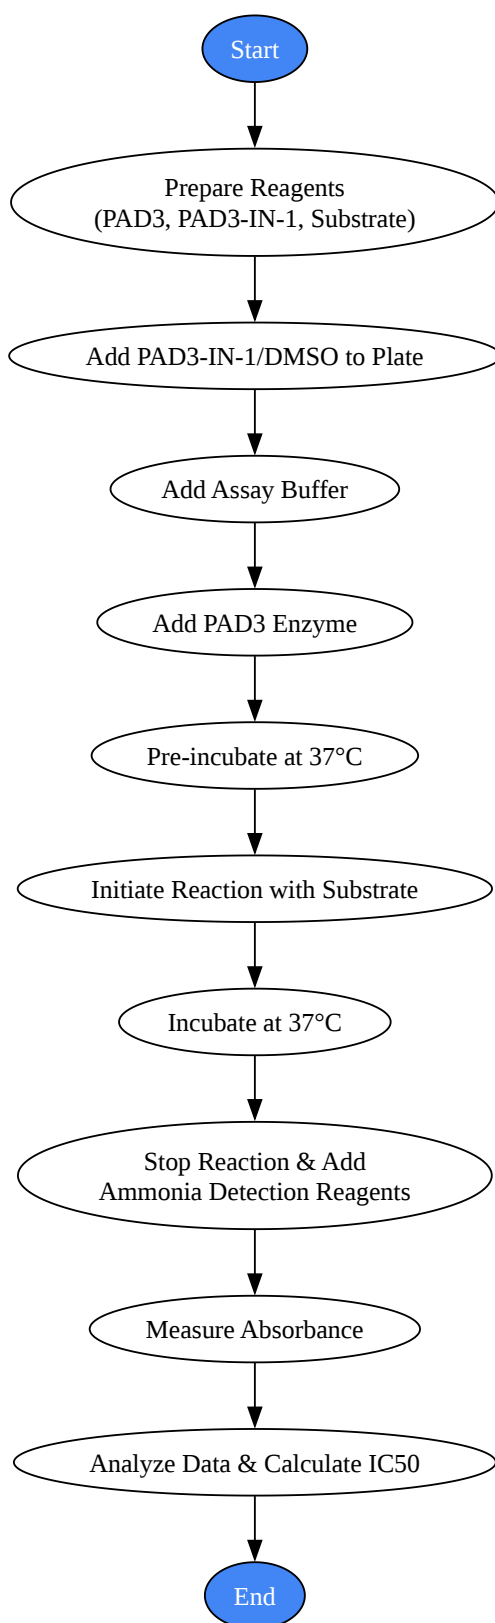 Start
Prepare Reagents
(PAD3, PAD3-IN-1, Substrate)
Add PAD3-IN-1/DMSO to Plate
Add Assay Buffer
Add PAD3 Enzyme
Pre-incubate at 37°C
Initiate Reaction with Substrate
Incubate at 37°C
Stop Reaction & Add
Ammonia Detection Reagents
Measure Absorbance
Analyze Data & Calculate IC50
End